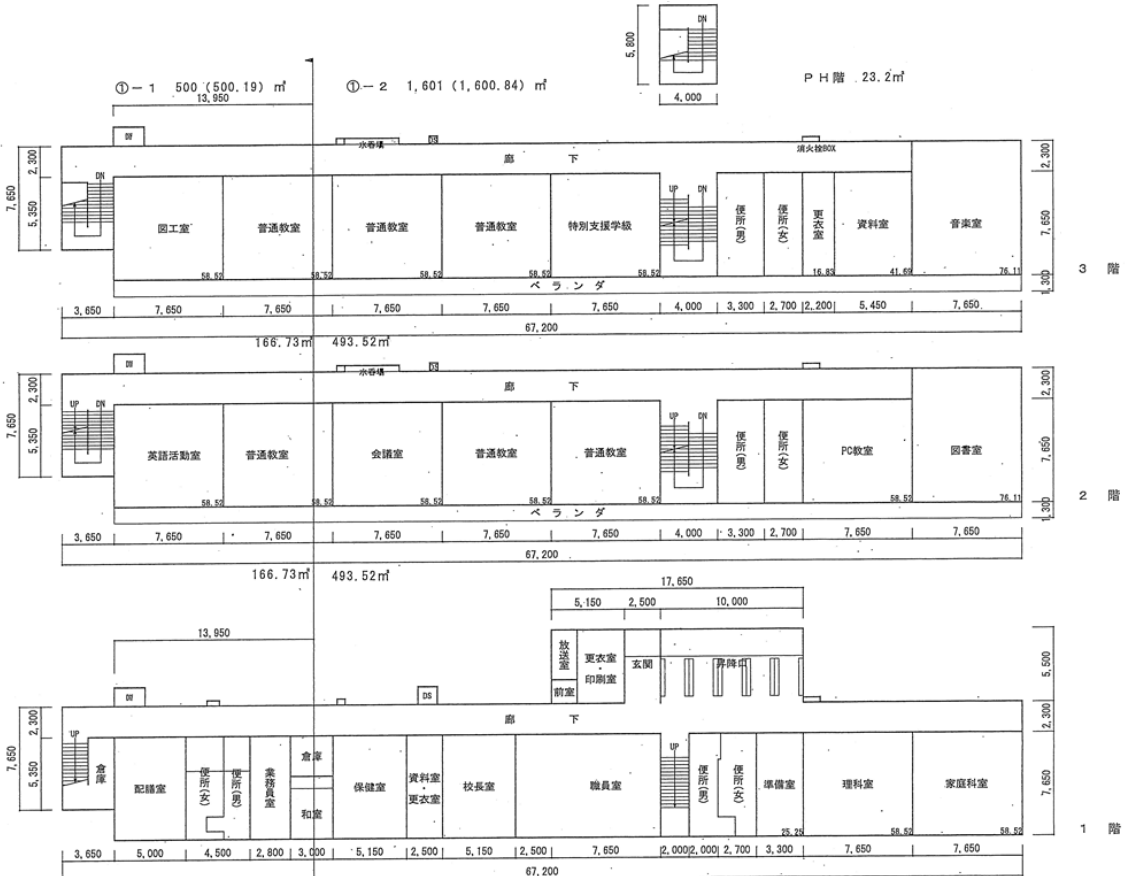 DN
5,800
4,000
PH階 23.2㎡
①-1 500 (500.19) ㎡
①-2 1,601 (1,600.84) ㎡
13,950
DW
水呑場
DS
消火栓BOX
廊 下
7,650
2,300
5,350
DN
図工室
58.52
普通教室
58.52
普通教室
58.52
普通教室
58.52
特別支援学級
58.52
UP DN
便所(男)
便所(女)
更衣室
16.83
資料室
41.69
音楽室
76.11
2,300
7,650
1,300
ベランダ
3 階
3,650 7,650 7,650 7,650 7,650 7,650 4,000 3,300 2,700 2,200 5,450 7,650
67,200
166.73㎡ 493.52㎡
水呑場
DS
廊 下
7,650
2,300
5,350
UP DN
英語活動室
58.52
普通教室
58.52
会議室
58.52
普通教室
58.52
普通教室
58.52
UP DN
便所(男)
便所(女)
PC教室
58.52
図書室
76.11
2,300
7,650
1,300
ベランダ
2 階
3,650 7,650 7,650 7,650 7,650 7,650 4,000 3,300 2,700 7,650 7,650
67,200
166.73㎡ 493.52㎡
17,650
5,150 2,500 10,000
13,950
放送室
前室
更衣室・印刷室
玄関
昇降口
5,500
DS
廊 下
7,650
2,300
5,350
UP
倉庫
配膳室
便所(女)
便所(男)
業務員室
倉庫
和室
保健室
資料室・更衣室
校長室
職員室
UP
便所(男)
便所(女)
準備室
25.25
理科室
58.52
家庭科室
58.52
2,300
7,650
1 階
3,650 5,000 4,500 2,800 3,000 5,150 2,500 5,150 2,500 7,650 2,000 2,000 2,700 3,300 7,650 7,650
67,200